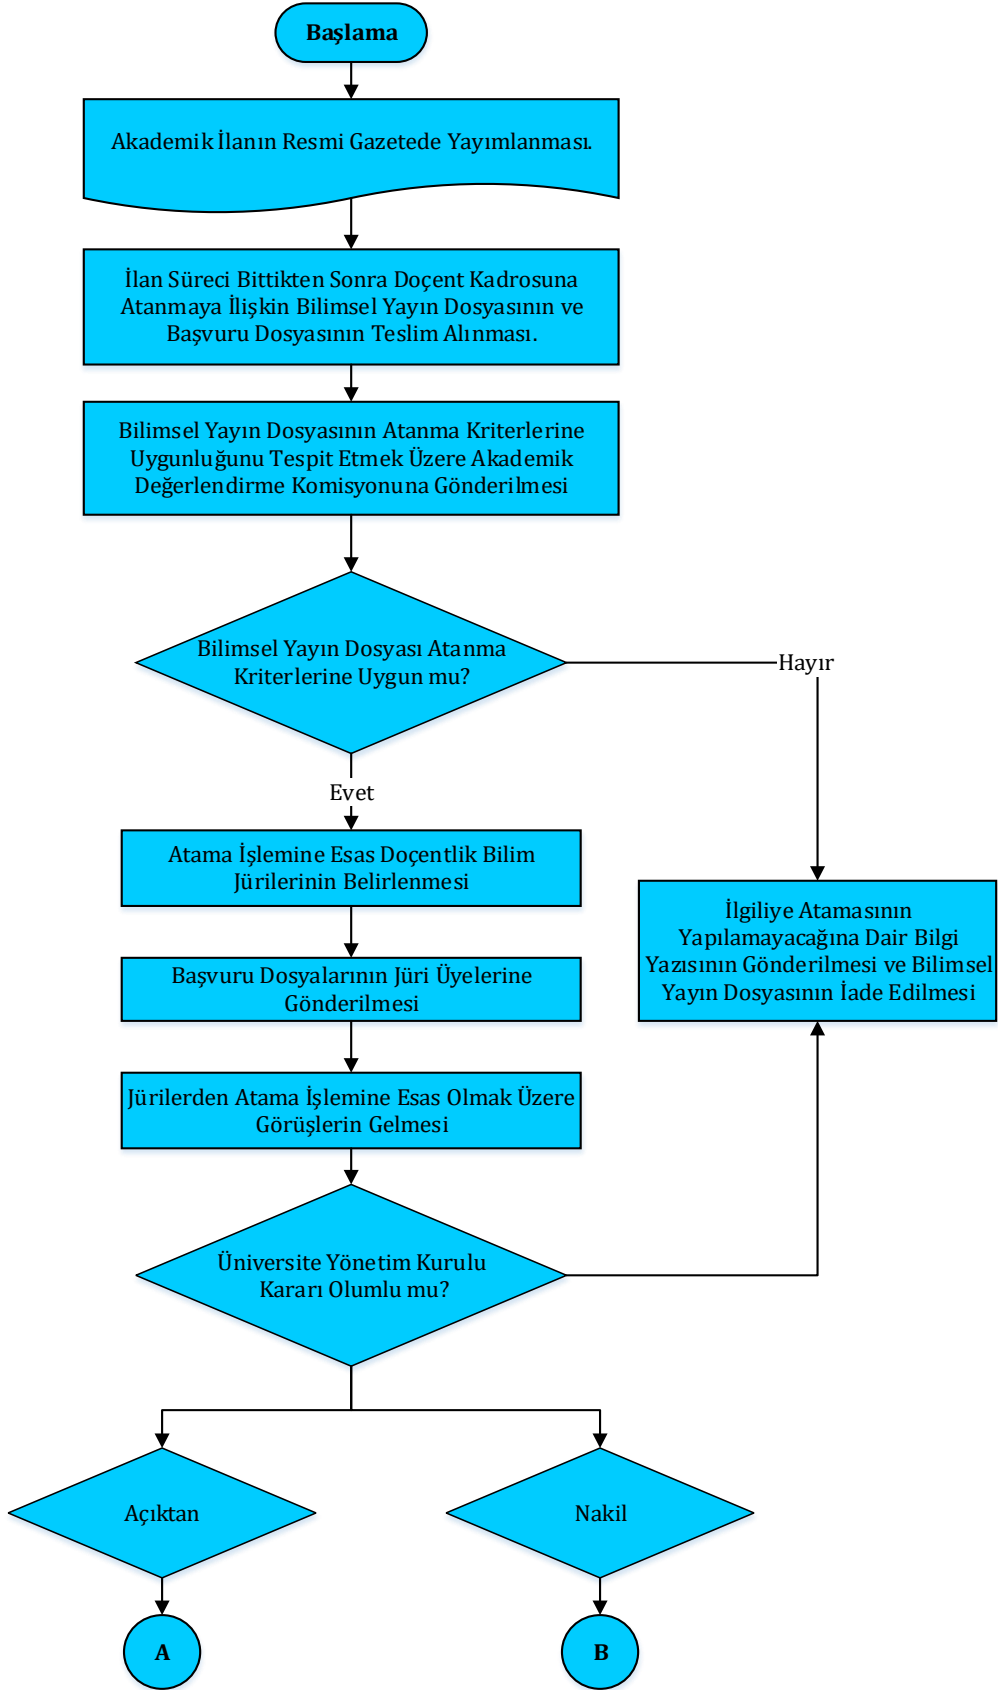 Başlama
Akademik İlanın Resmi Gazetede Yayımlanması.
İlan Süreci Bittikten Sonra Doçent Kadrosuna
Atanmaya İlişkin Bilimsel Yayın Dosyasının ve
Başvuru Dosyasının Teslim Alınması.
Bilimsel Yayın Dosyasının Atanma Kriterlerine
Uygunluğunu Tespit Etmek Üzere Akademik
Değerlendirme Komisyonuna Gönderilmesi
Bilimsel Yayın Dosyası Atanma
Kriterlerine Uygun mu?
Hayır
Evet
Atama İşlemine Esas Doçentlik Bilim
Jürilerinin Belirlenmesi
İlgiliye Atamasının
Yapılamayacağına Dair Bilgi
Yazısının Gönderilmesi ve Bilimsel
Yayın Dosyasının İade Edilmesi
Başvuru Dosyalarının Jüri Üyelerine
Gönderilmesi
Jürilerden Atama İşlemine Esas Olmak Üzere
Görüşlerin Gelmesi
Üniversite Yönetim Kurulu
Kararı Olumlu mu?
Açıktan
Nakil
A
B